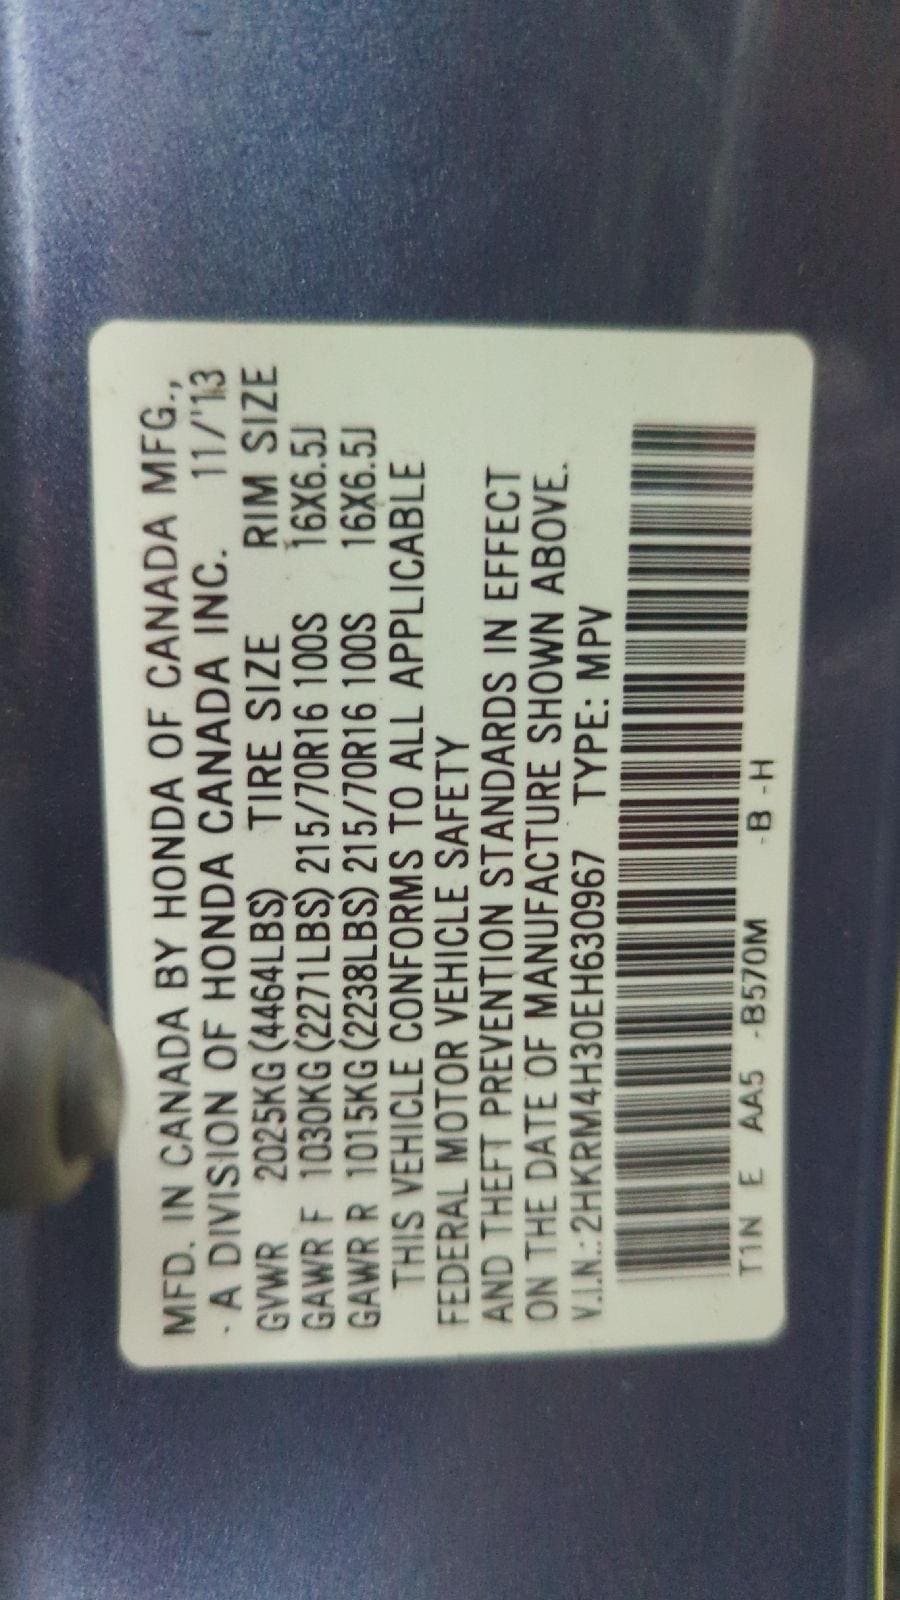 MFD. IN CANADA BY HONDA OF CANADA MFG.,
A DIVISION OF HONDA CANADA INC. 11/'13
GVWR 2025KG(4464LBS) TIRE SIZE RIM SIZE
GAWR F 1030KG(2271LBS) 215/70R16 100S 16X6.5J
GAWR R 1015KG(2238LBS) 215/70R16 100S 16X6.5J
THIS VEHICLE CONFORMS TO ALL APPLICABLE
FEDERAL MOTOR VEHICLE SAFETY
AND THEFT PREVENTION STANDARDS IN EFFECT
ON THE DATE OF MANUFACTURE SHOWN ABOVE.
V.I.N.:2HKRM4H30EH630967 TYPE: MPV
T1N E AA5 -B570M -B -H